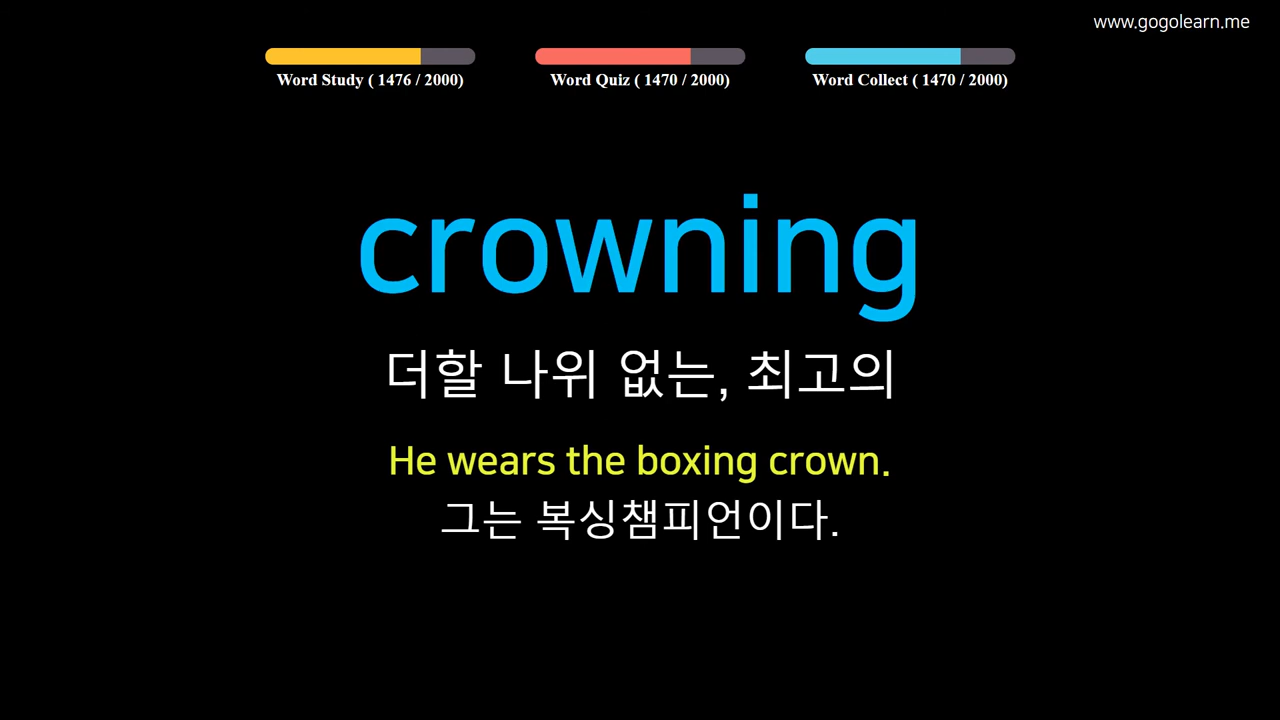 www.gogolearn.me
Word Study ( 1476 / 2000)
Word Quiz ( 1470 / 2000)
Word Collect ( 1470 / 2000)
crowning
더할 나위 없는, 최고의
He wears the boxing crown.
그는 복싱챔피언이다.